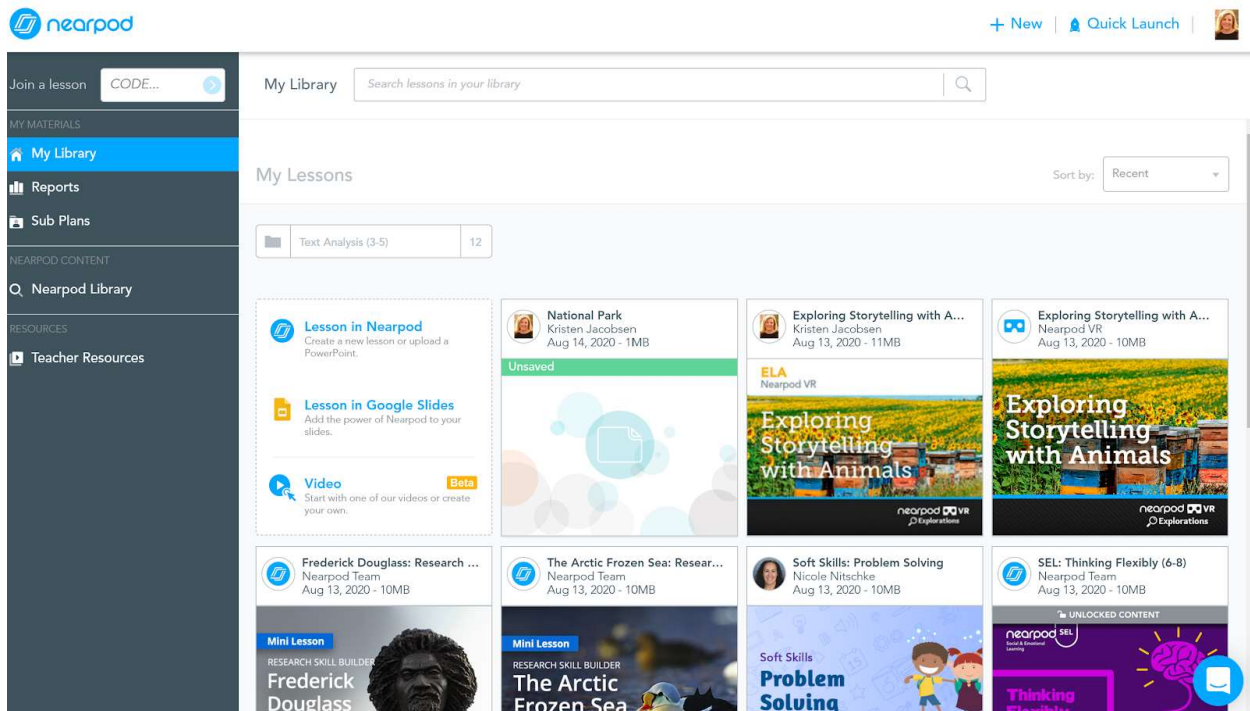 nearpod
+ New
Quick Launch
Join a lesson
CODE...
My Library
Search lessons in your library
MY MATERIALS
My Library
Reports
Sub Plans
NEARPOD CONTENT
Nearpod Library
RESOURCES
Teacher Resources
My Lessons
Sort by:
Recent
Text Analysis (3-5)
12
Lesson in Nearpod
Create a new lesson or upload a
PowerPoint.
Lesson in Google Slides
Add the power of Nearpod to your
slides.
Video
Beta
Start with one of our videos or create
your own.
National Park
Kristen Jacobsen
Aug 14, 2020 - 1MB
Unsaved
Exploring Storytelling with A...
Kristen Jacobsen
Aug 13, 2020 - 11MB
ELA
Nearpod VR
Exploring
Storytelling
with Animals
nearpod VR
Explorations
Exploring Storytelling with A...
Nearpod VR
Aug 13, 2020 - 10MB
Exploring
Storytelling
with Animals
nearpod VR
Explorations
Frederick Douglass: Research ...
Nearpod Team
Aug 13, 2020 - 10MB
Mini Lesson
RESEARCH SKILL BUILDER
Frederick
Douglass
The Arctic Frozen Sea: Resear...
Nearpod Team
Aug 13, 2020 - 10MB
Mini Lesson
RESEARCH SKILL BUILDER
The Arctic
Frozen Sea
Soft Skills: Problem Solving
Nicole Nitschke
Aug 13, 2020 - 10MB
Soft Skills
Problem
Solving
SEL: Thinking Flexibly (6-8)
Nearpod Team
Aug 13, 2020 - 10MB
UNLOCKED CONTENT
nearpod SEL
Social & Emotional
Learning
Thinking
Flexibly